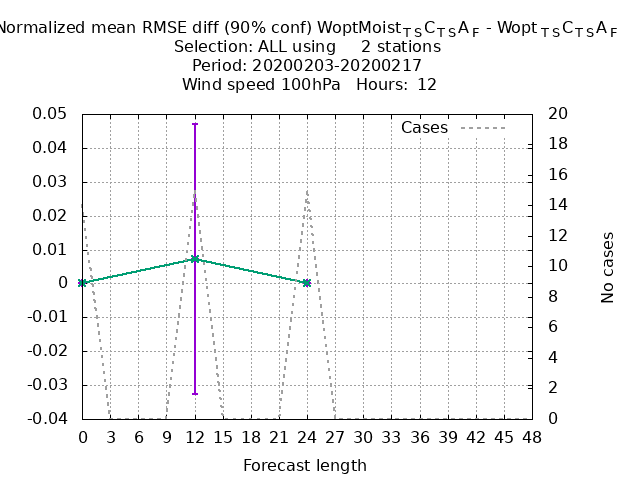 Normalized mean RMSE diff (90% conf) WoptMoistTSCTSAF - WoptTSCTSAF
Selection: ALL using 2 stations
Period: 20200203-20200217
Wind speed 100hPa Hours: 12
Cases
0.05
0.04
0.03
0.02
0.01
0
-0.01
-0.02
-0.03
-0.04
20
18
16
14
12
10
8
6
4
2
0
No cases
0 3 6 9 12 15 18 21 24 27 30 33 36 39 42 45 48
Forecast length